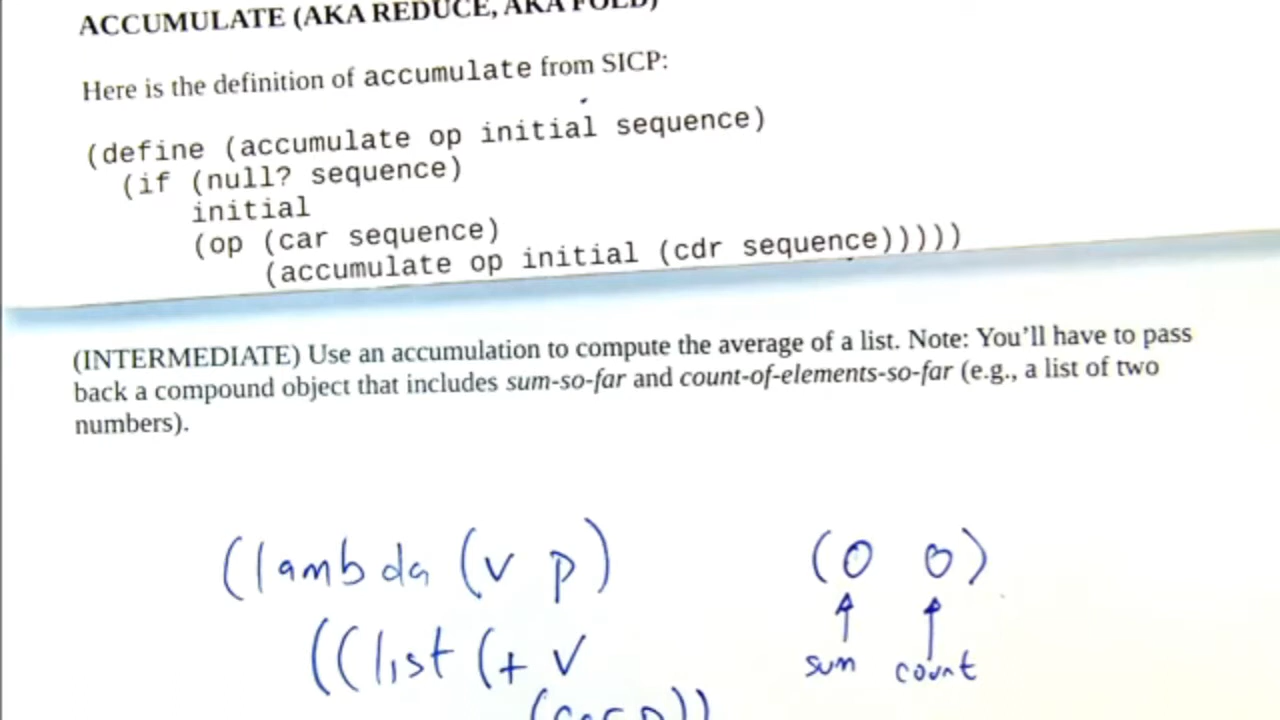 ACCUMULATE (AKA REDUCE, AKA FOLD)
Here is the definition of accumulate from SICP:
(define (accumulate op initial sequence)
(if (null? sequence)
initial
(op (car sequence)
(accumulate op initial (cdr sequence)))))
(INTERMEDIATE) Use an accumulation to compute the average of a list. Note: You'll have to pass
back a compound object that includes sum-so-far and count-of-elements-so-far (e.g., a list of two
numbers).
(lambda (v p)
((list (+ v
(car p))
(0 0)
sum count